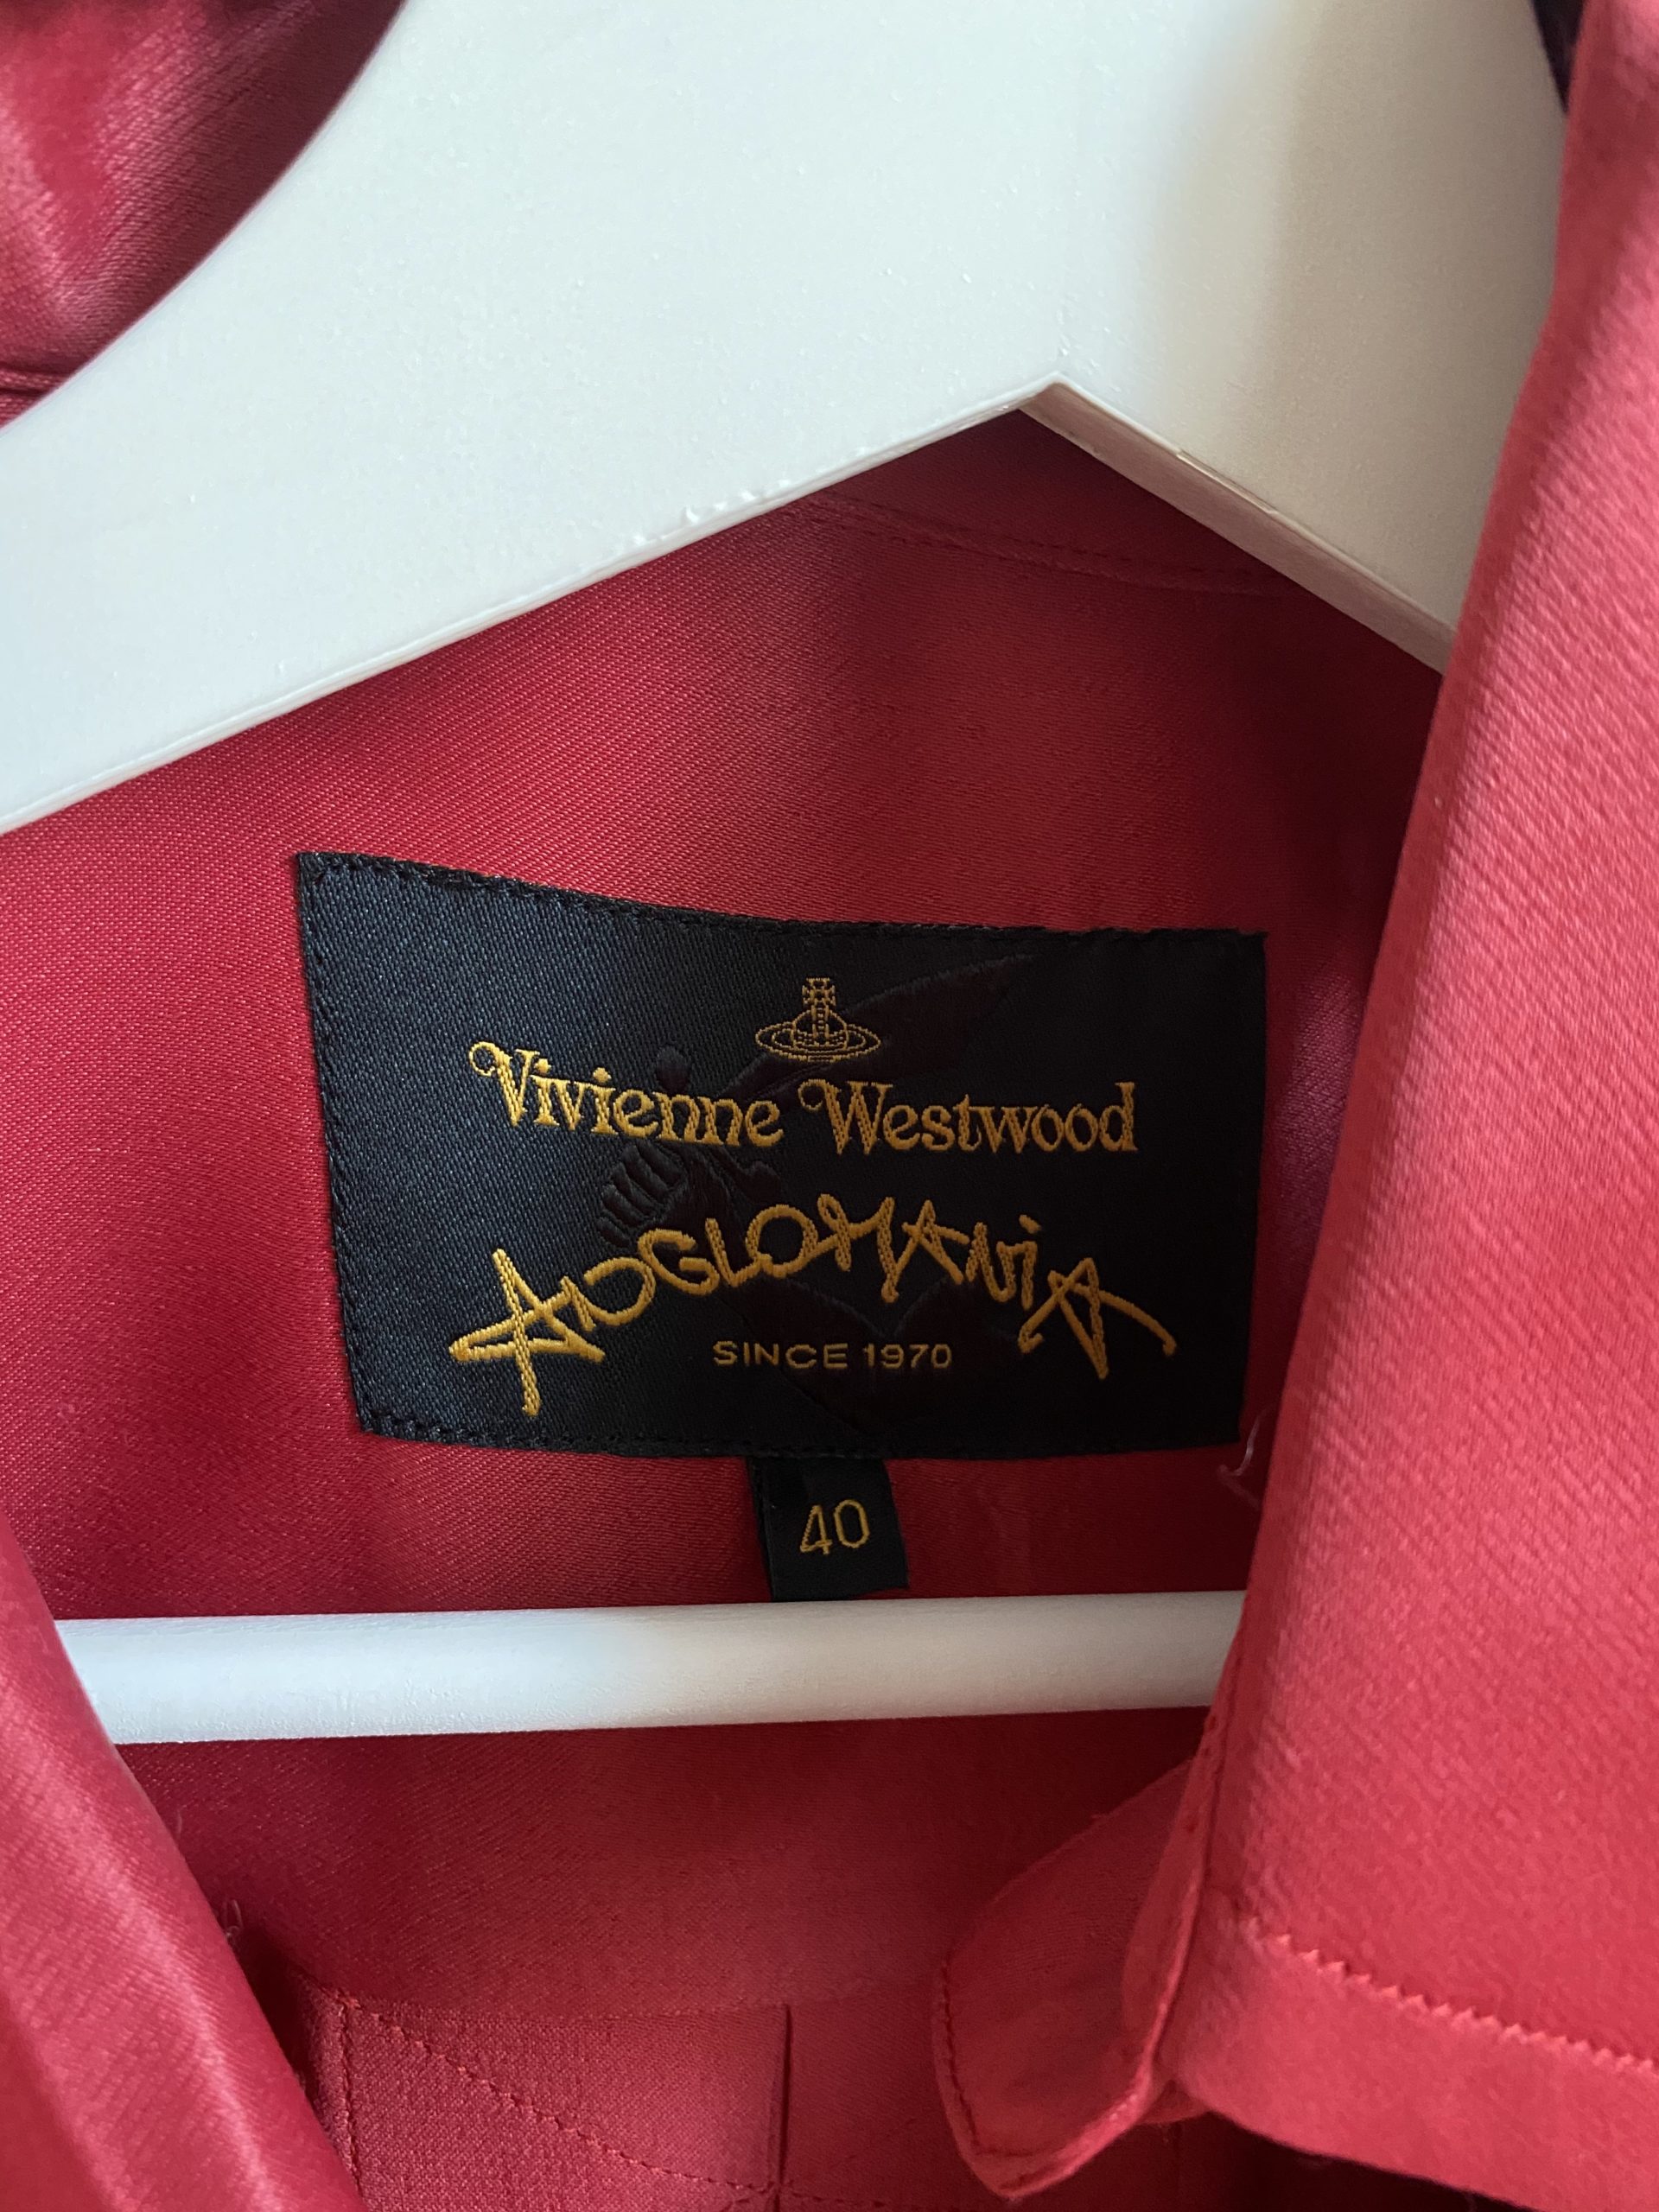 Vivienne Westwood
ANGLOMANiA
SINCE 1970
40